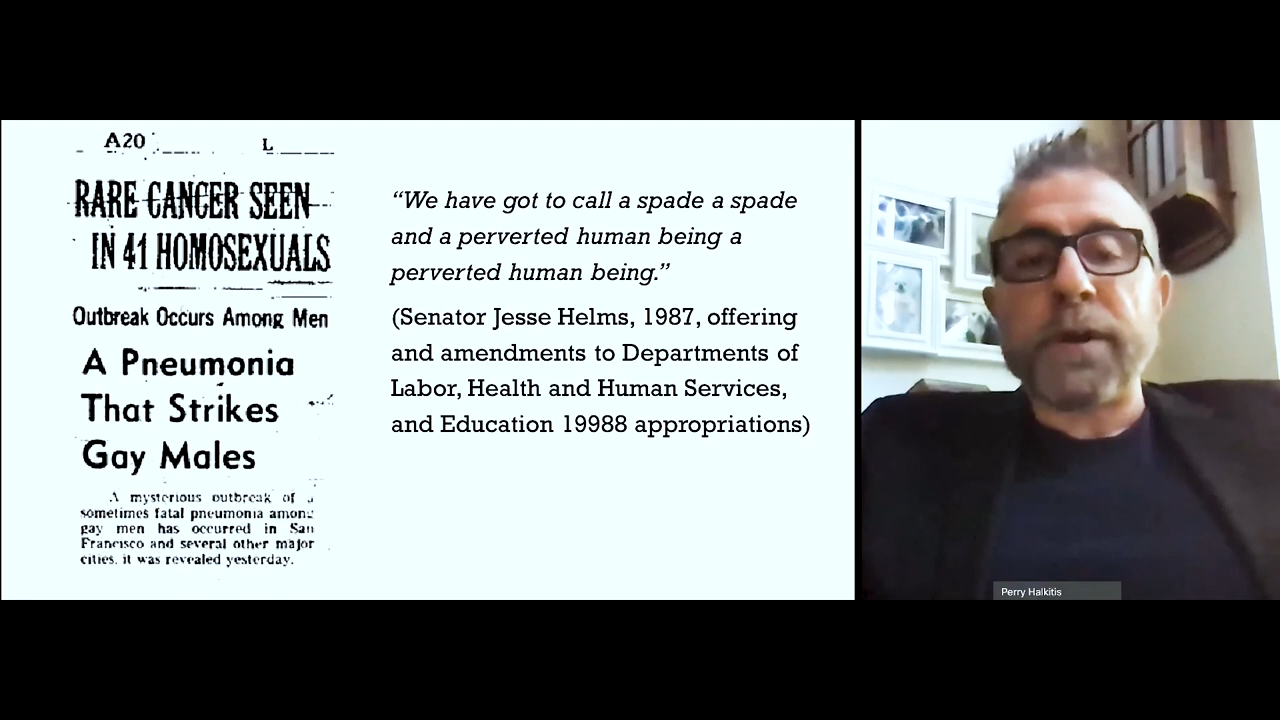 A20
L
RARE CANCER SEEN
IN 41 HOMOSEXUALS
Outbreak Occurs Among Men
A Pneumonia
That Strikes
Gay Males
A mysterious outbreak of a
sometimes fatal pneumonia among
gay men has occurred in San
Francisco and several other major
cities, it was revealed yesterday.
“We have got to call a spade a spade
and a perverted human being a
perverted human being.”
(Senator Jesse Helms, 1987, offering
and amendments to Departments of
Labor, Health and Human Services,
and Education 19988 appropriations)
Perry Halkitis